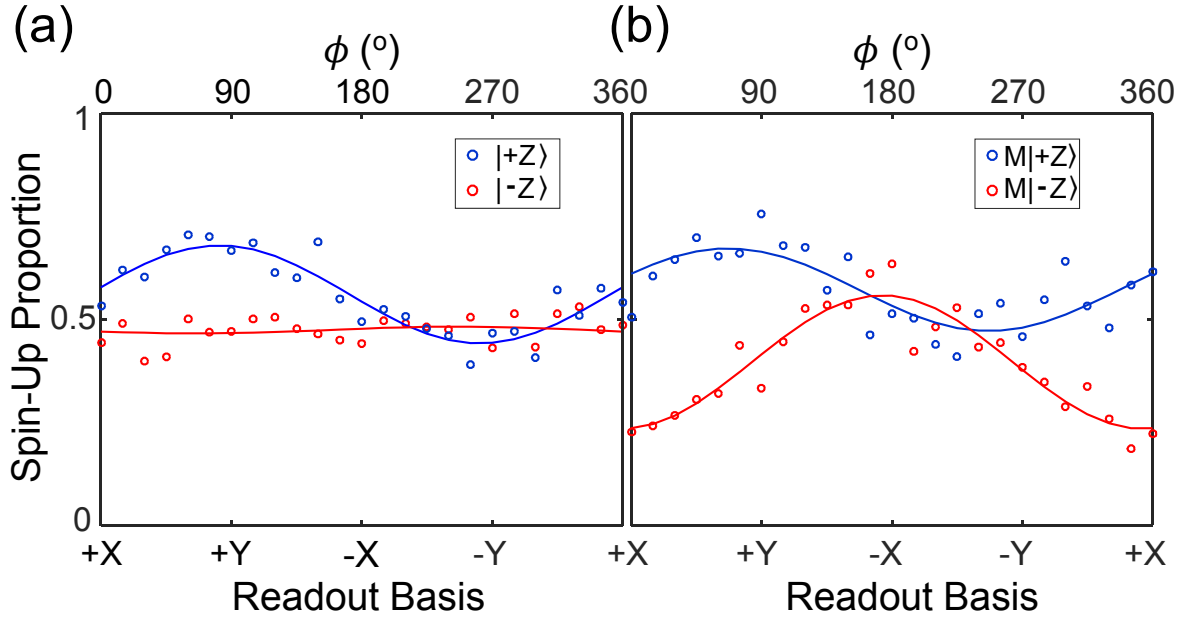 (a)
(b)
ϕ (º)
ϕ (º)
0 90 180 270 360 90 180 270 360
1
0.5
0
Spin-Up Proportion
|+Z⟩
|-Z⟩
M|+Z⟩
M|-Z⟩
+X +Y -X -Y +X +Y -X -Y +X
Readout Basis
Readout Basis